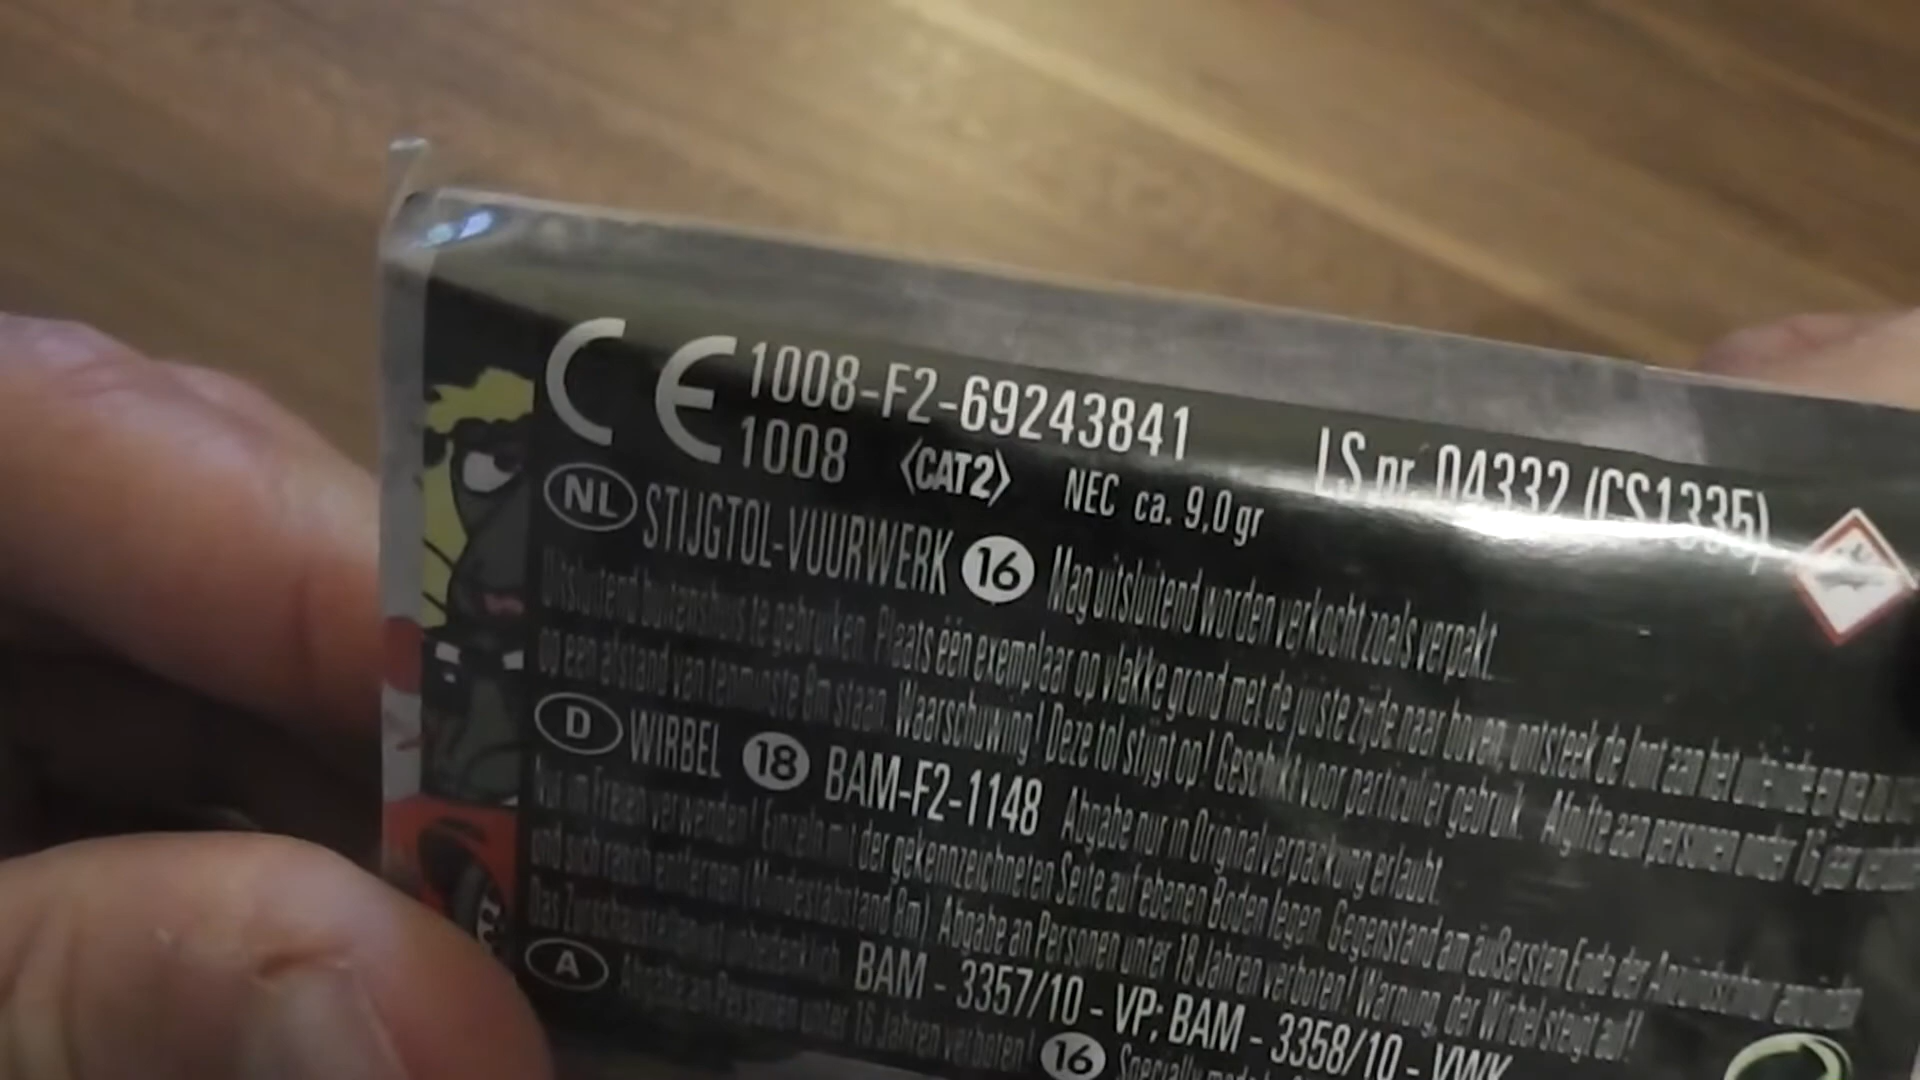 CE 1008-F2-69243841 LS nr. 04332 (CS1335)
1008 <CAT2> NEC ca. 9,0 gr
NL STIJGTOL-VUURWERK 16 Mag uitsluitend worden verkocht zoals verpakt.
Uitsluitend buitenshuis te gebruiken. Plaats één exemplaar op vlakke grond met de juiste zijde naar boven, ontsteek de lont aan het uiteinde en ga
op een afstand van tenminste 8m staan. Waarschuwing! Deze tol stijgt op! Geschikt voor particulier gebruik. Afgifte aan personen onder 16 jaar
D WIRBEL 18 BAM-F2-1148 Abgabe nur in Originalverpackung erlaubt.
Nur im Freien verwenden! Einzeln mit der gekennzeichneten Seite auf ebenen Boden legen. Gegenstand am äußersten Ende der Anzündschnur anzünden
und sich rasch entfernen (Mindestabstand 8m). Abgabe an Personen unter 18 Jahren verboten! Warnung, der Wirbel steigt auf!
Das Zurschaustellen ist unbedenklich. BAM - 3357/10 - VP; BAM - 3358/10 - VWK
A Abgabe an Personen unter 16 Jahren verboten! 16 Specially made